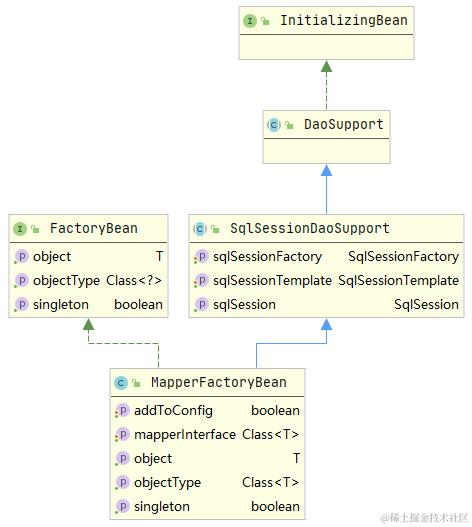 I InitializingBean
C DaoSupport
I FactoryBean
p object T
p objectType Class<?>
p singleton boolean
C SqlSessionDaoSupport
p sqlSessionFactory SqlSessionFactory
p sqlSessionTemplate SqlSessionTemplate
p sqlSession SqlSession
C MapperFactoryBean
p addToConfig boolean
p mapperInterface Class<T>
p object T
p objectType Class<T>
p singleton boolean
@稀土掘金技术社区